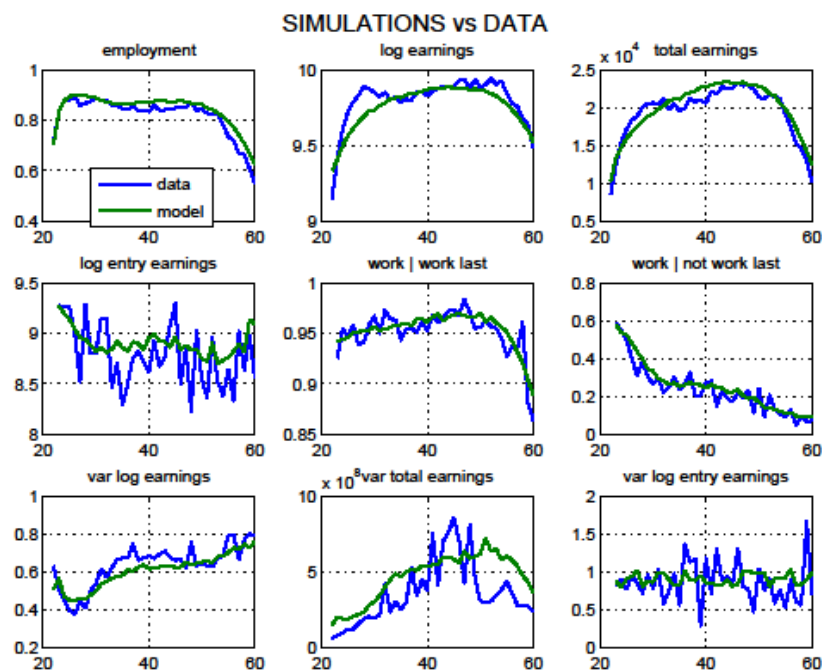 SIMULATIONS vs DATA
employment
log earnings
x 10^4 total earnings
1
0.8
0.6
0.4
20 40 60
data
model
10
9.5
9
20 40 60
2.5
2
1.5
1
0.5
20 40 60
log entry earnings
work | work last
work | not work last
9.5
9
8.5
8
20 40 60
1
0.95
0.9
0.85
20 40 60
0.8
0.6
0.4
0.2
0
20 40 60
var log earnings
x 10^8 var total earnings
var log entry earnings
1
0.8
0.6
0.4
0.2
20 40 60
10
5
0
20 40 60
2
1.5
1
0.5
0
20 40 60